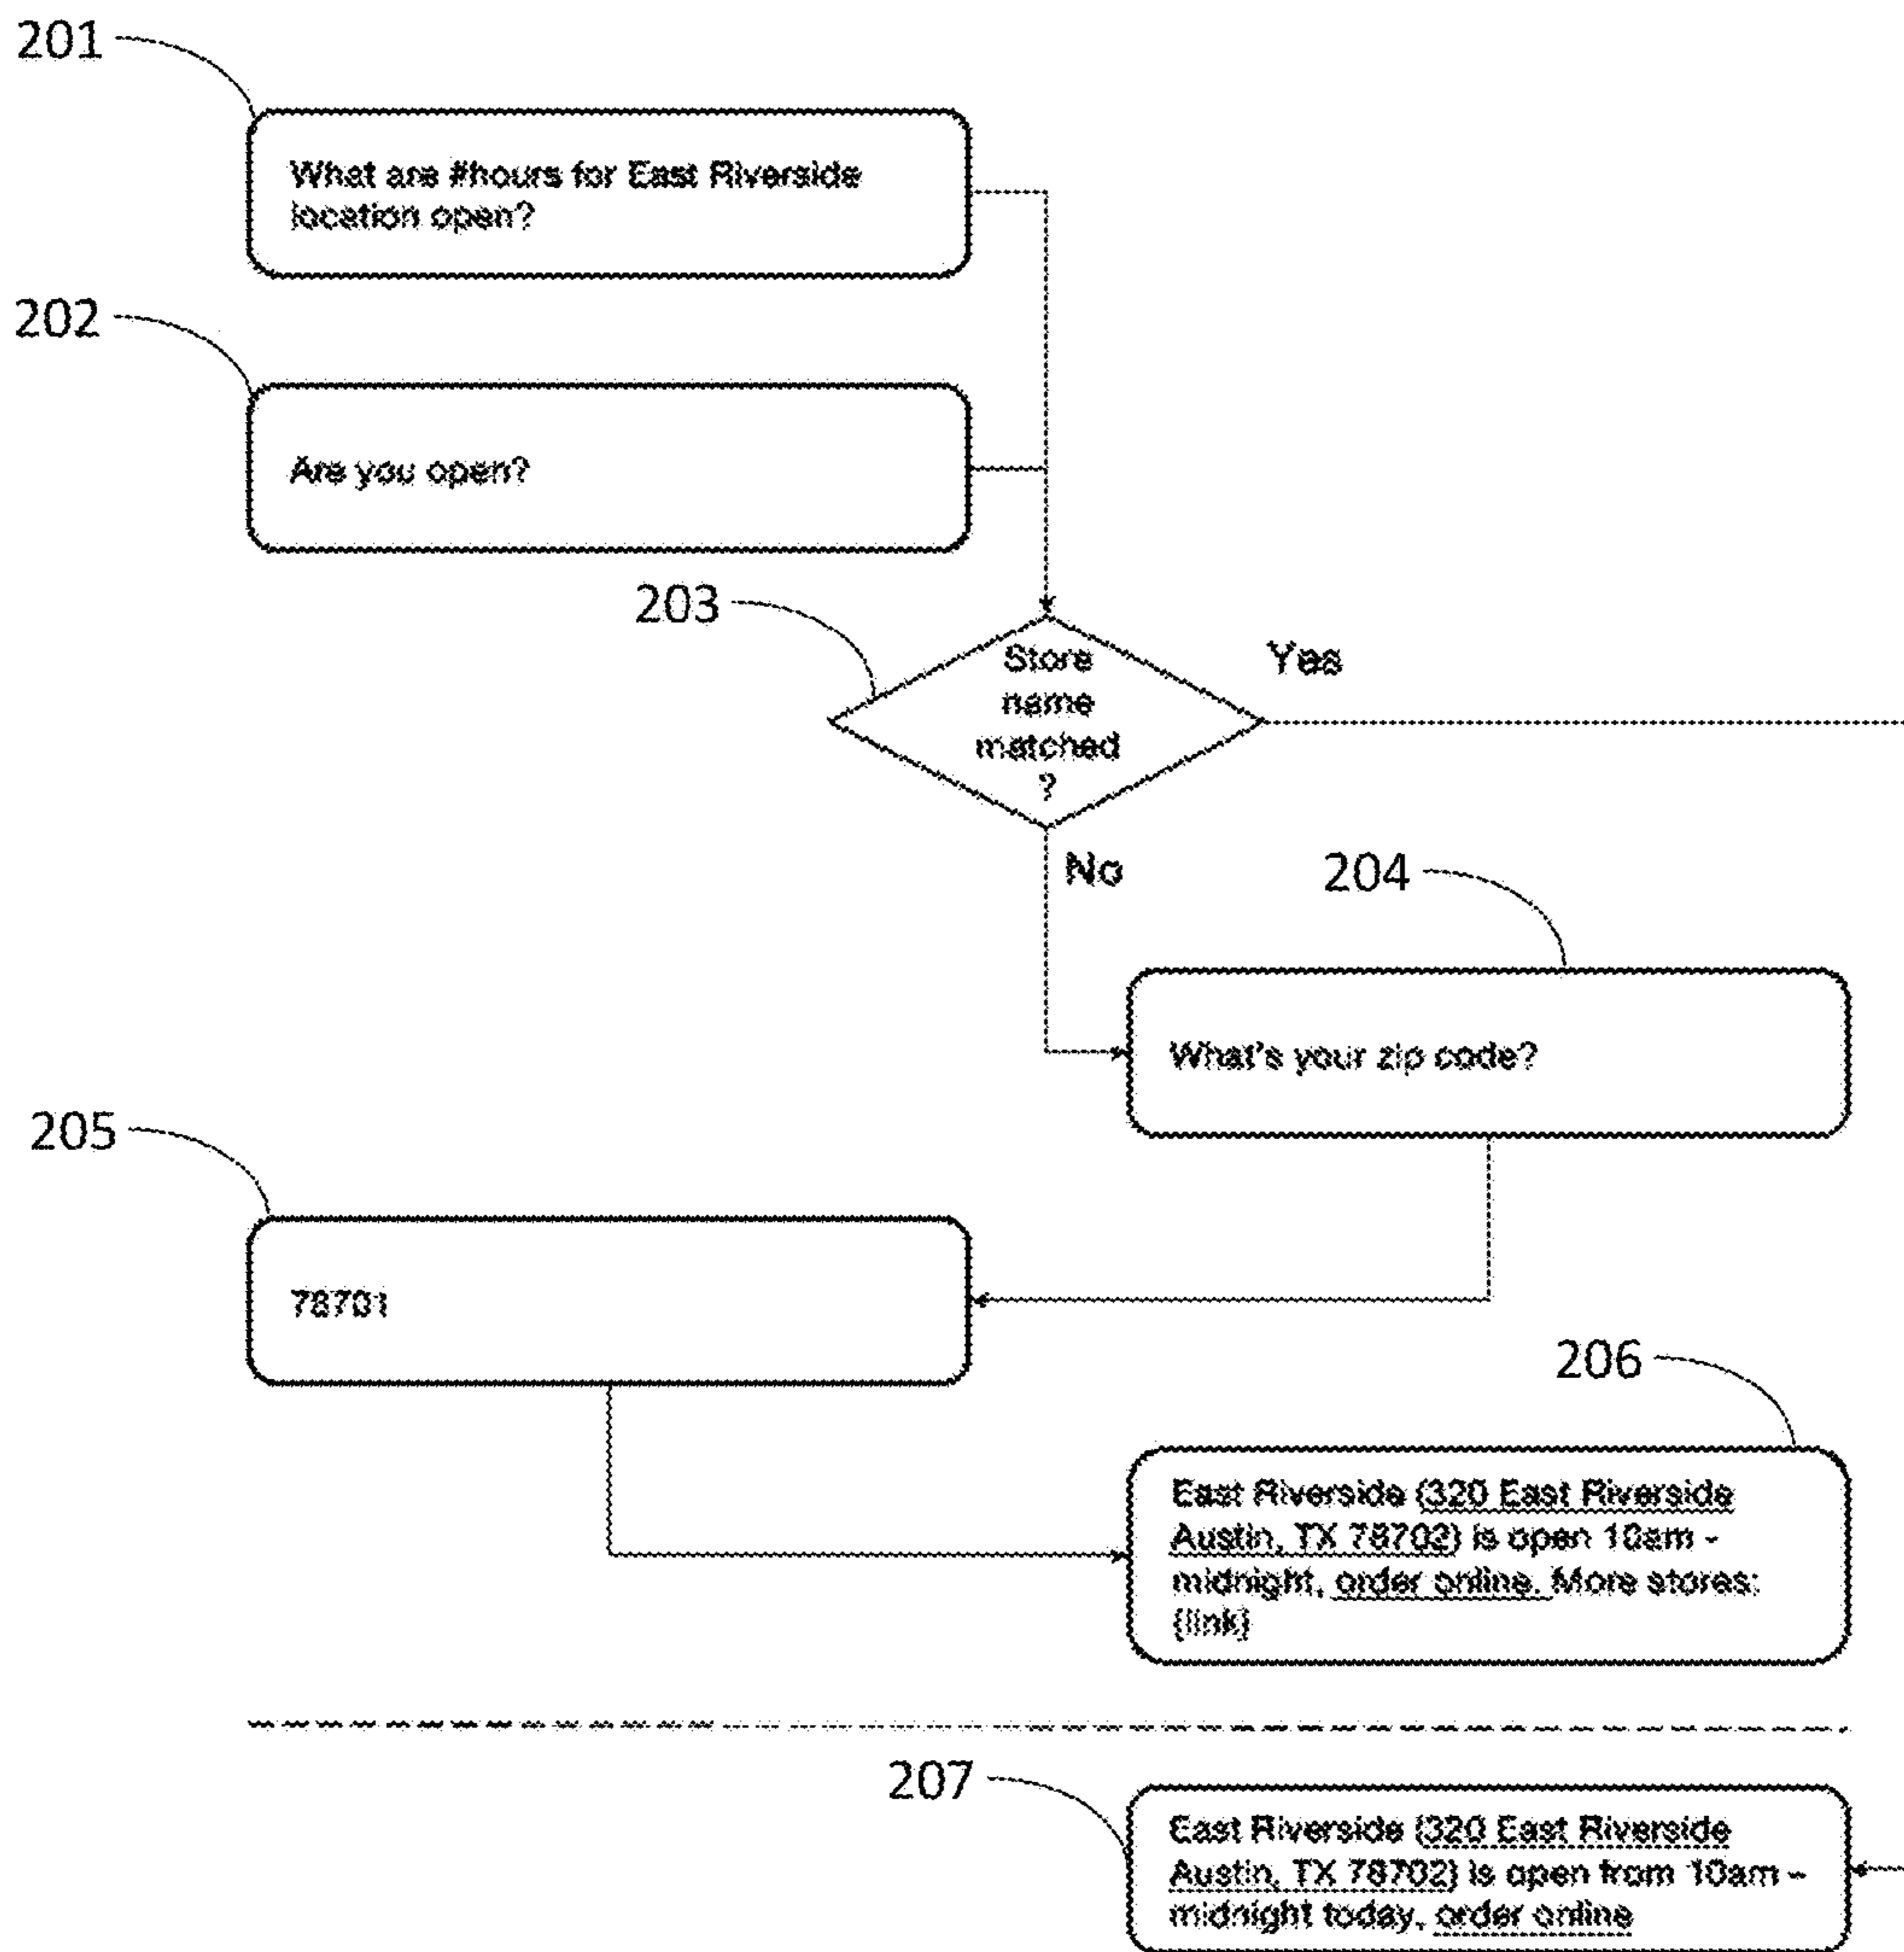 201
What are #hours for East Riverside
location open?
202
Are you open?
203
Store
name
matched
?
Yes
No
204
What's your zip code?
205
78701
206
East Riverside (320 East Riverside
Austin, TX 78702) is open 10am -
midnight, order online. More stores:
{link}
207
East Riverside (320 East Riverside
Austin, TX 78702) is open from 10am –
midnight today, order online